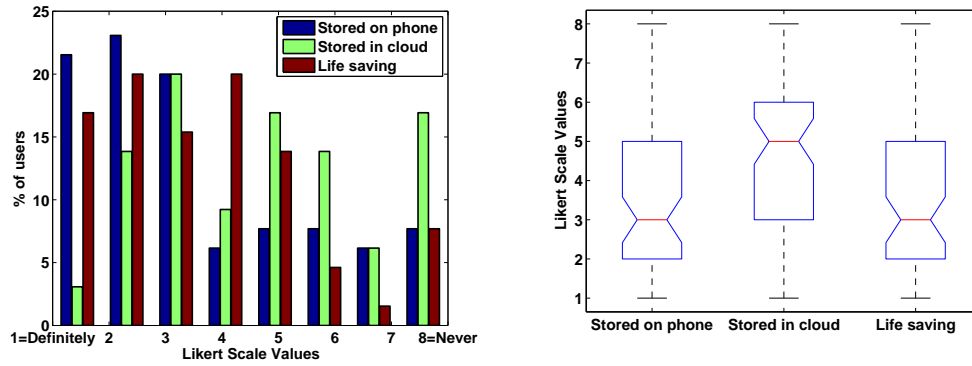 25
20
15
10
5
0
% of users
Stored on phone
Stored in cloud
Life saving
1=Definitely 2 3 4 5 6 7 8=Never
Likert Scale Values
8
7
6
5
4
3
2
1
Likert Scale Values
Stored on phone Stored in cloud Life saving